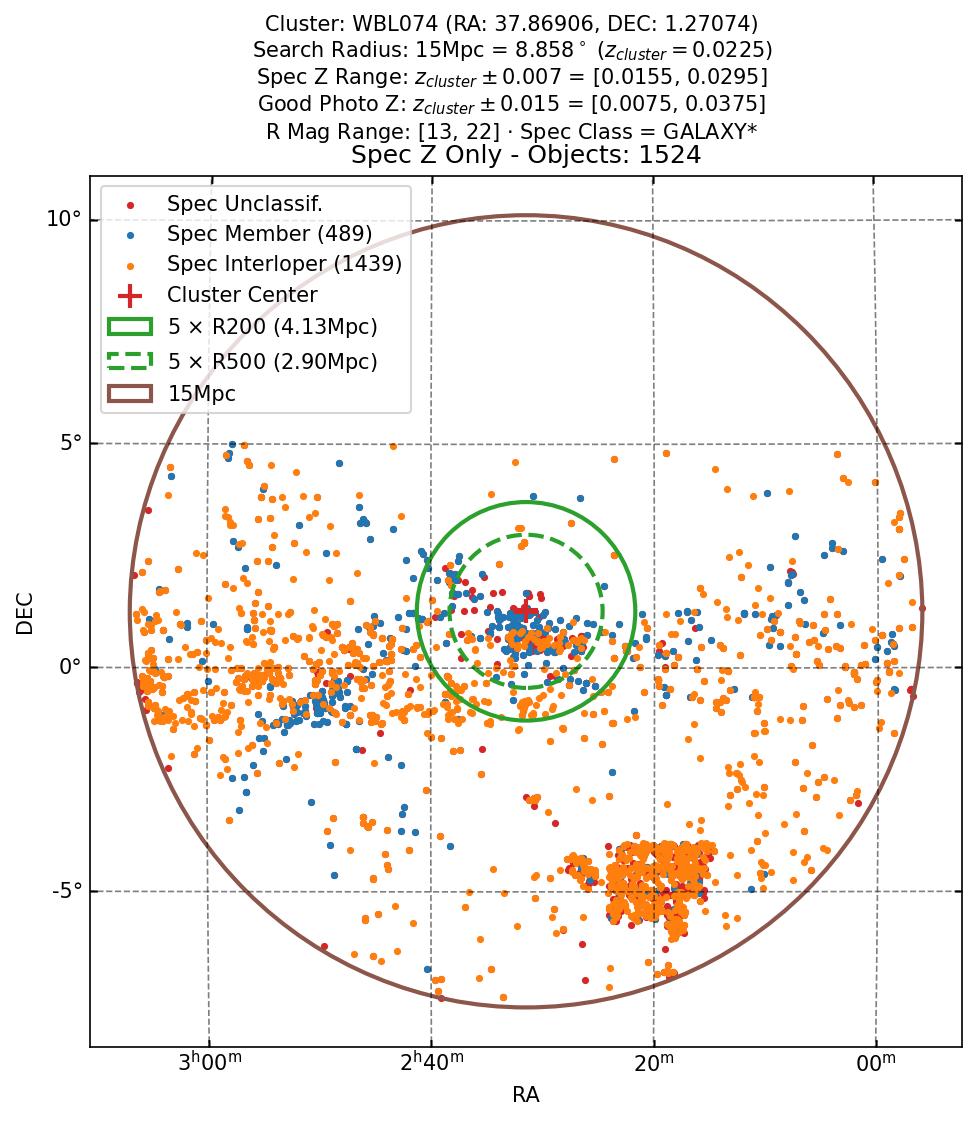 Cluster: WBL074 (RA: 37.86906, DEC: 1.27074)
Search Radius: 15Mpc = 8.858° (z_cluster = 0.0225)
Spec Z Range: z_cluster ± 0.007 = [0.0155, 0.0295]
Good Photo Z: z_cluster ± 0.015 = [0.0075, 0.0375]
R Mag Range: [13, 22] · Spec Class = GALAXY*
Spec Z Only - Objects: 1524
Spec Unclassif.
Spec Member (489)
Spec Interloper (1439)
Cluster Center
5 × R200 (4.13Mpc)
5 × R500 (2.90Mpc)
15Mpc
10°
5°
0°
-5°
DEC
3h00m 2h40m 20m 00m
RA